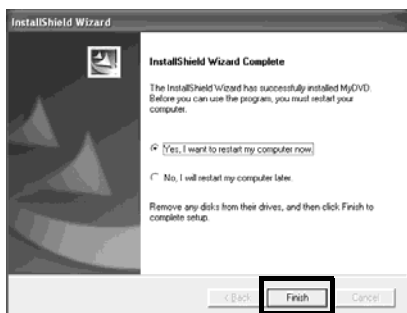 InstallShield Wizard
InstallShield Wizard Complete
The InstallShield Wizard has successfully installed MyDVD.
Before you can use the program, you must restart your
computer.
Yes, I want to restart my computer now.
No, I will restart my computer later.
Remove any disks from their drives, and then click Finish to
complete setup.
< Back Finish Cancel